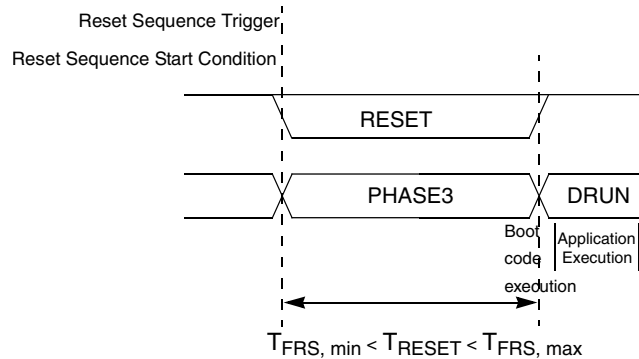 Reset Sequence Trigger
Reset Sequence Start Condition
RESET
PHASE3
DRUN
Boot
code
execution
Application
Execution
TFRS, min < TRESET < TFRS, max